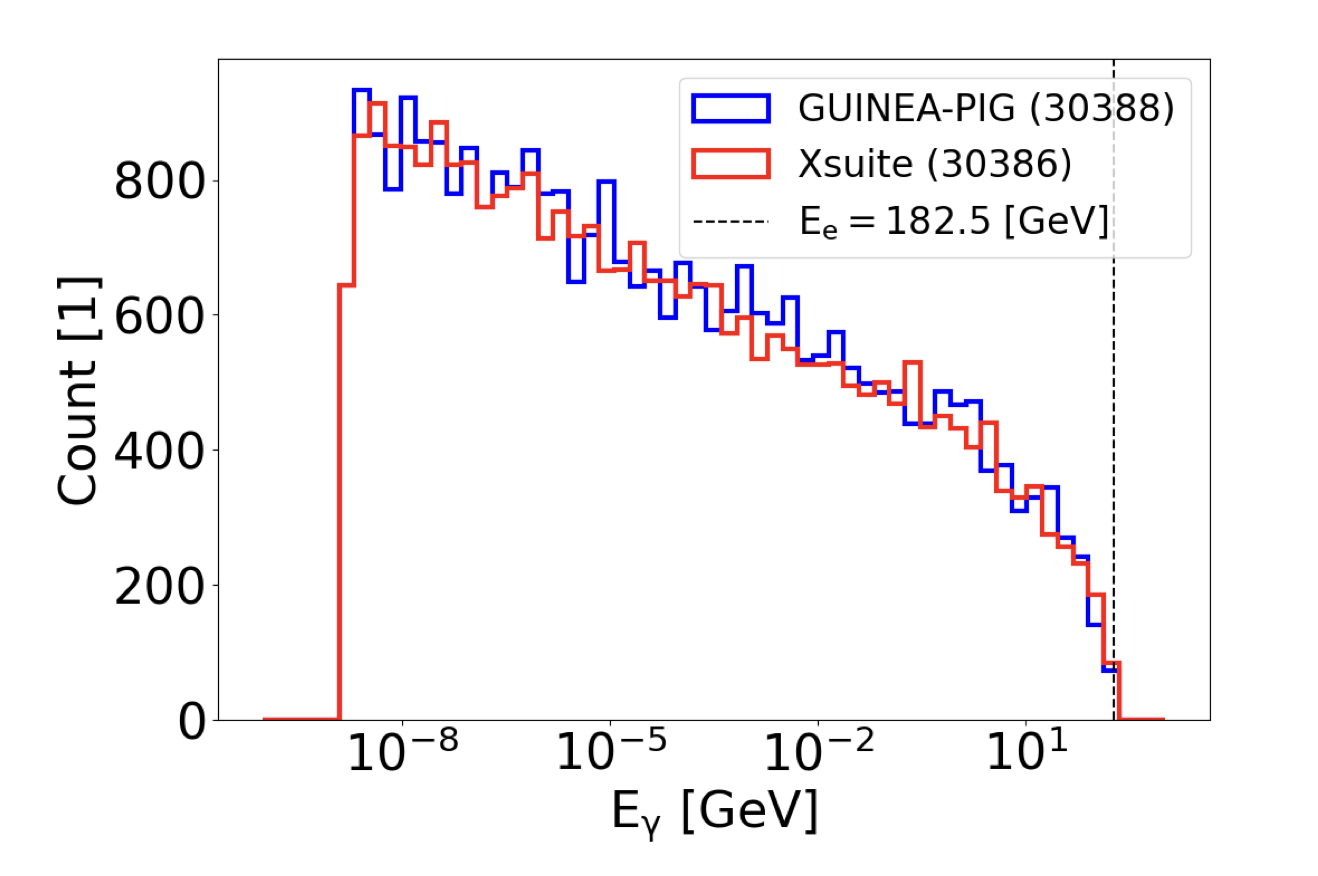 GUINEA-PIG (30388)
Xsuite (30386)
Eₑ = 182.5 [GeV]
800
600
400
200
0
Count [1]
10⁻⁸ 10⁻⁵ 10⁻² 10¹
Eᵧ [GeV]